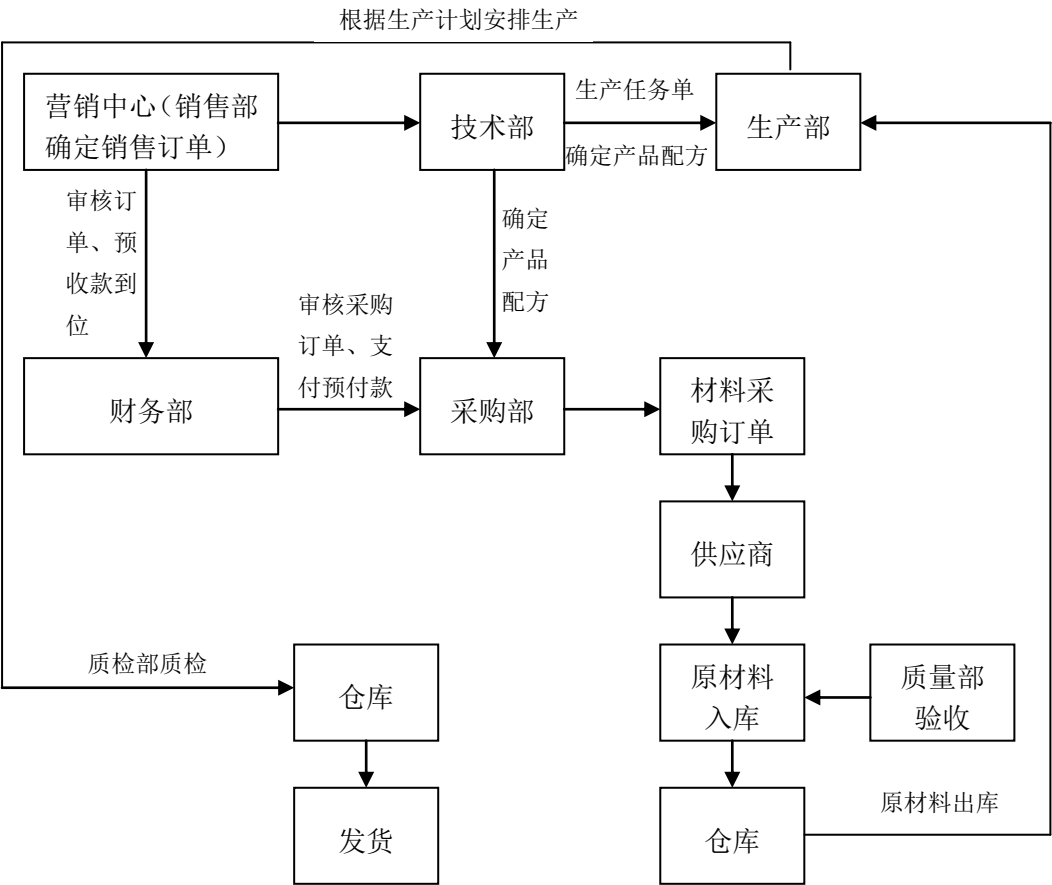 根据生产计划安排生产
营销中心（销售部
确定销售订单）
技术部
生产任务单
确定产品配方
生产部
审核订
单、预
收款到
位
确定
产品
配方
审核采购
订单、支
付预付款
财务部
采购部
材料采
购订单
供应商
质检部质检
仓库
原材料
入库
质量部
验收
发货
仓库
原材料出库